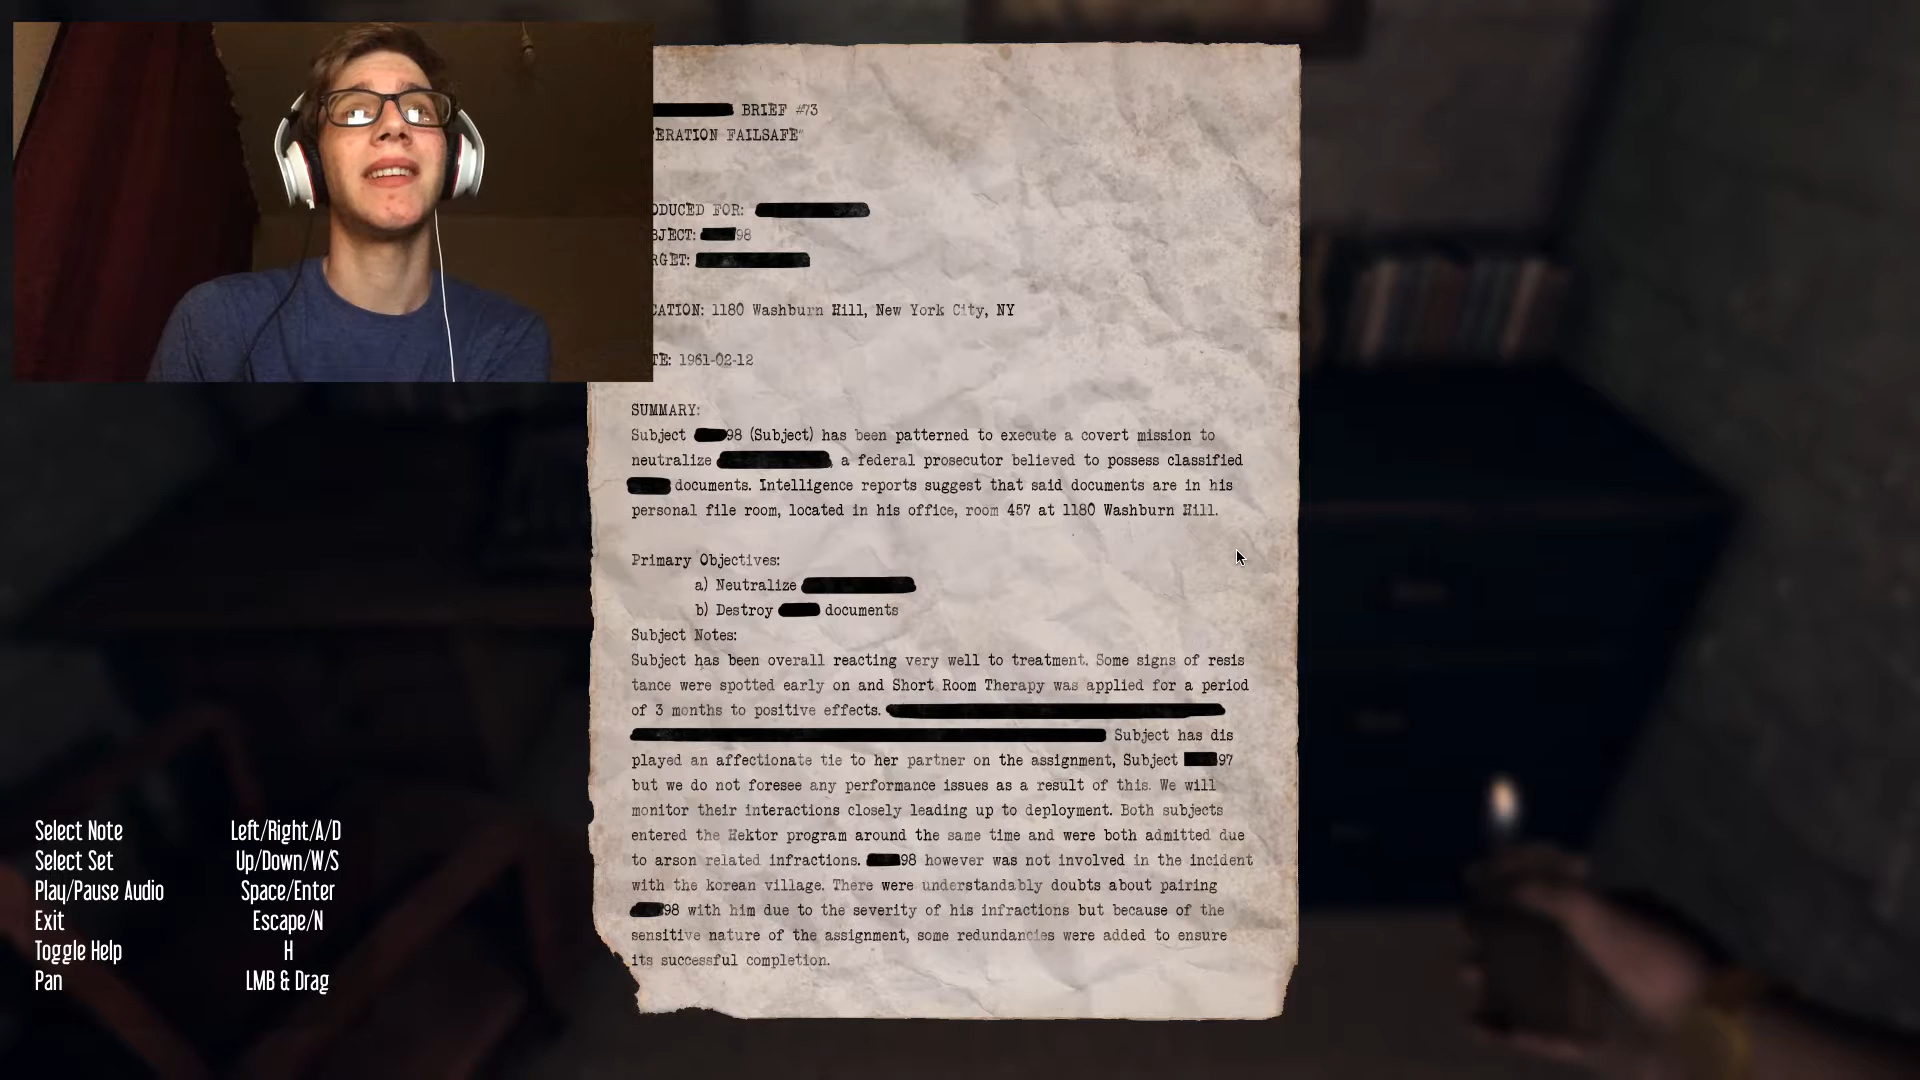 BRIEF #73
ERATION FAILSAFE"
ODUCED FOR:
JECT: 98
RGET:
CATION: 1180 Washburn Hill, New York City, NY
TE: 1961-02-12
SUMMARY:
Subject 98 (Subject) has been patterned to execute a covert mission to
neutralize , a federal prosecutor believed to possess classified
documents. Intelligence reports suggest that said documents are in his
personal file room, located in his office, room 457 at 1180 Washburn Hill.
Primary Objectives:
a) Neutralize
b) Destroy documents
Subject Notes:
Subject has been overall reacting very well to treatment. Some signs of resis
tance were spotted early on and Short Room Therapy was applied for a period
of 3 months to positive effects.
Subject has dis
played an affectionate tie to her partner on the assignment, Subject 97
but we do not foresee any performance issues as a result of this. We will
monitor their interactions closely leading up to deployment. Both subjects
entered the Hektor program around the same time and were both admitted due
to arson related infractions. 98 however was not involved in the incident
with the korean village. There were understandably doubts about pairing
98 with him due to the severity of his infractions but because of the
sensitive nature of the assignment, some redundancies were added to ensure
its successful completion.
Select Note Left/Right/A/D
Select Set Up/Down/W/S
Play/Pause Audio Space/Enter
Exit Escape/N
Toggle Help H
Pan LMB & Drag